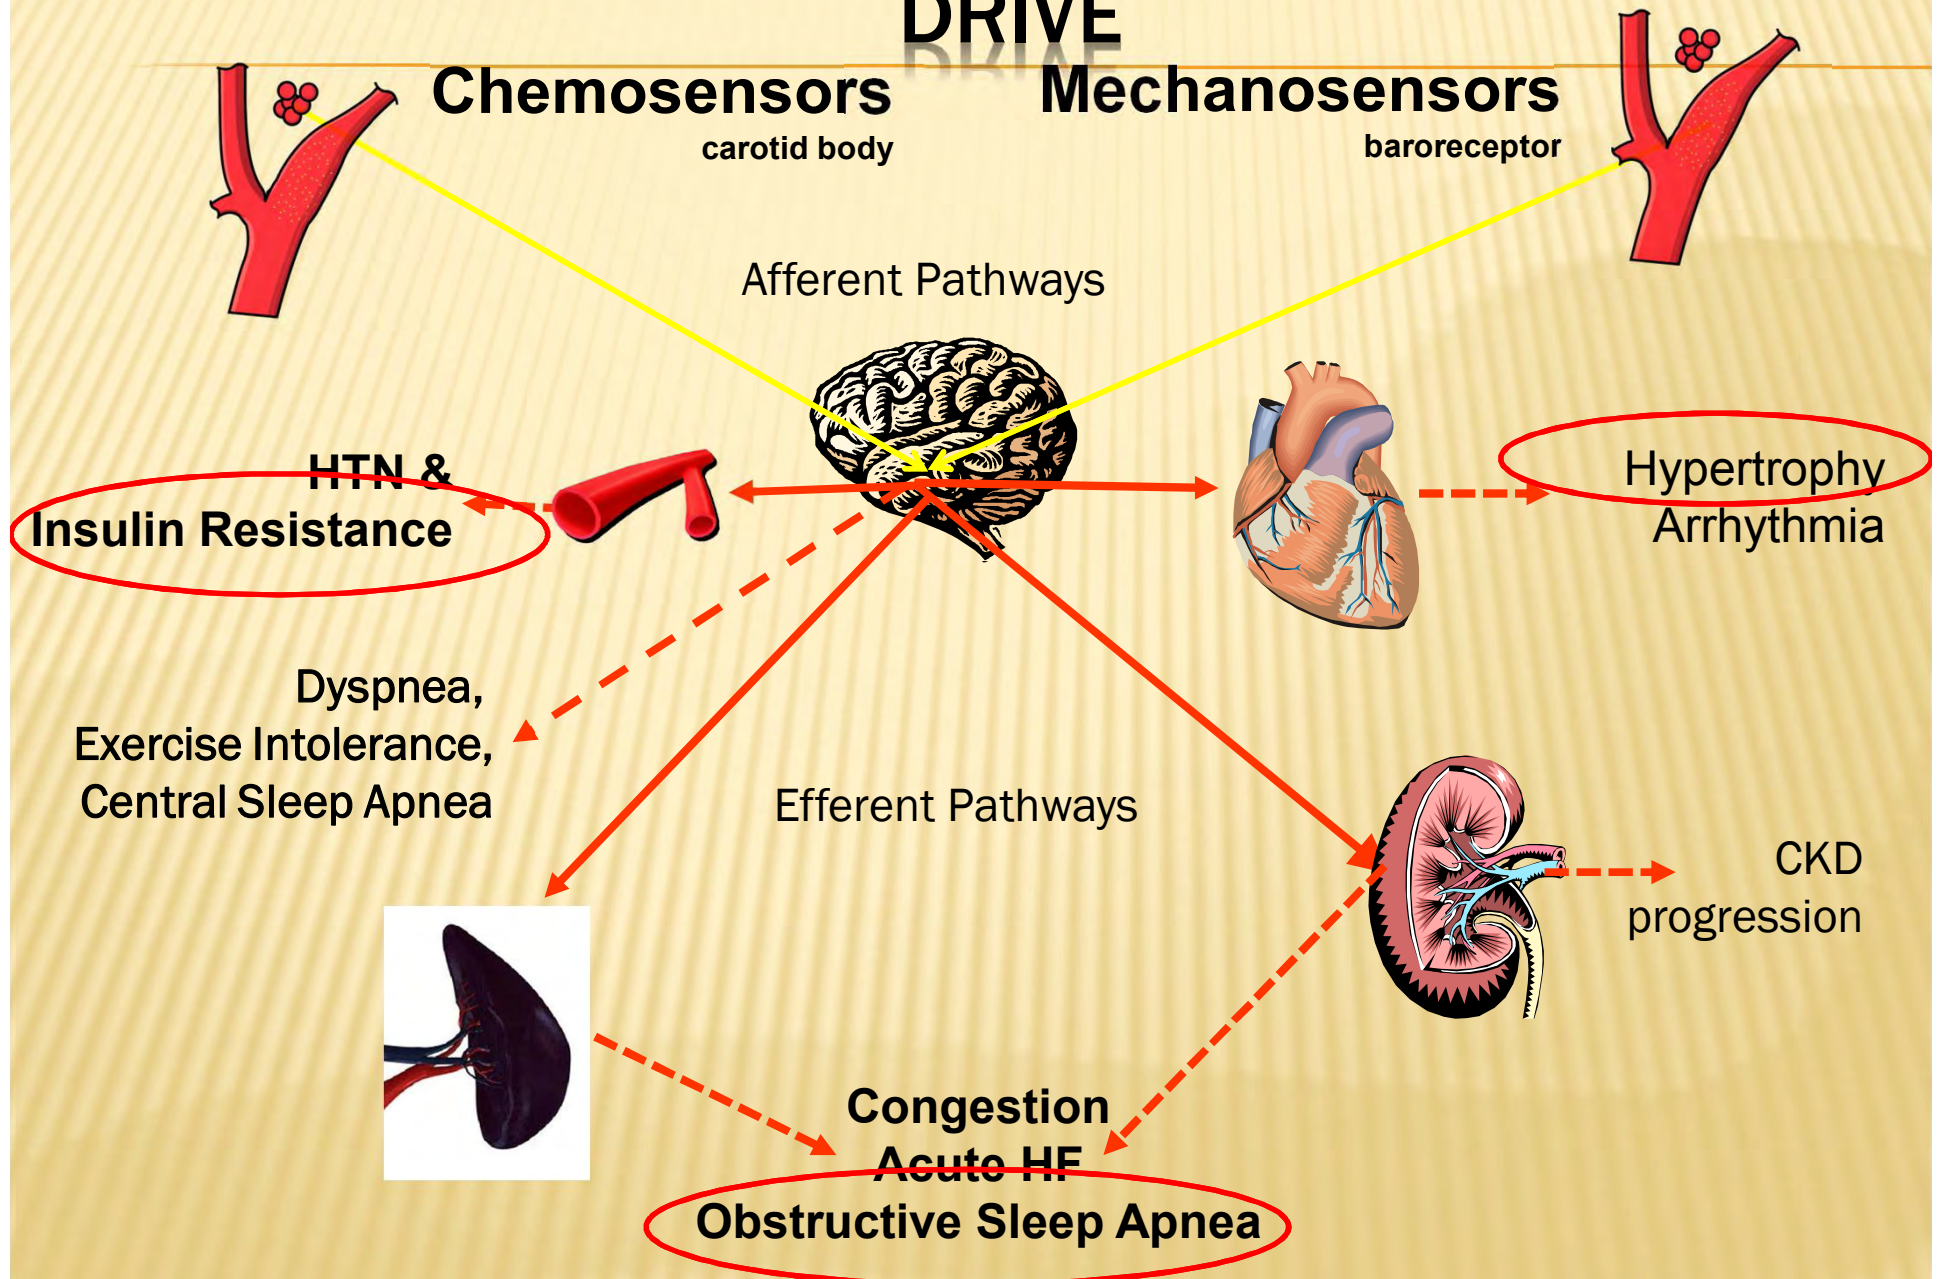 DRIVE
Chemosensors
carotid body
Mechanosensors
baroreceptor
Afferent Pathways
HTN &
Insulin Resistance
Hypertrophy
Arrhythmia
Dyspnea,
Exercise Intolerance,
Central Sleep Apnea
Efferent Pathways
CKD
progression
Congestion
Acute HF
Obstructive Sleep Apnea